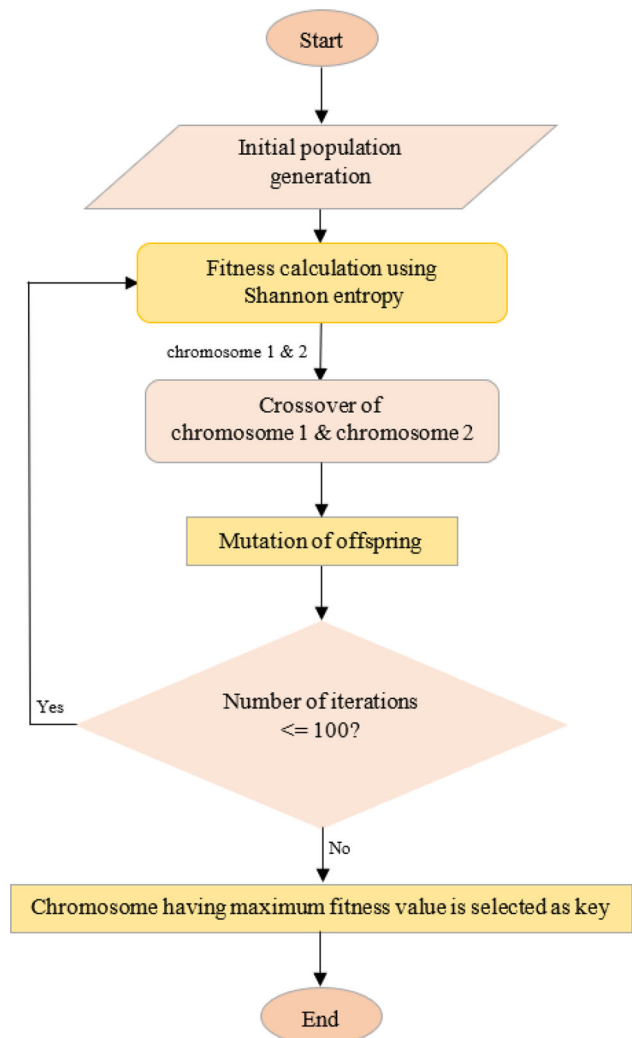 Start
Initial population
generation
Fitness calculation using
Shannon entropy
chromosome 1 & 2
Crossover of
chromosome 1 & chromosome 2
Mutation of offspring
Number of iterations
<= 100?
Yes
No
Chromosome having maximum fitness value is selected as key
End